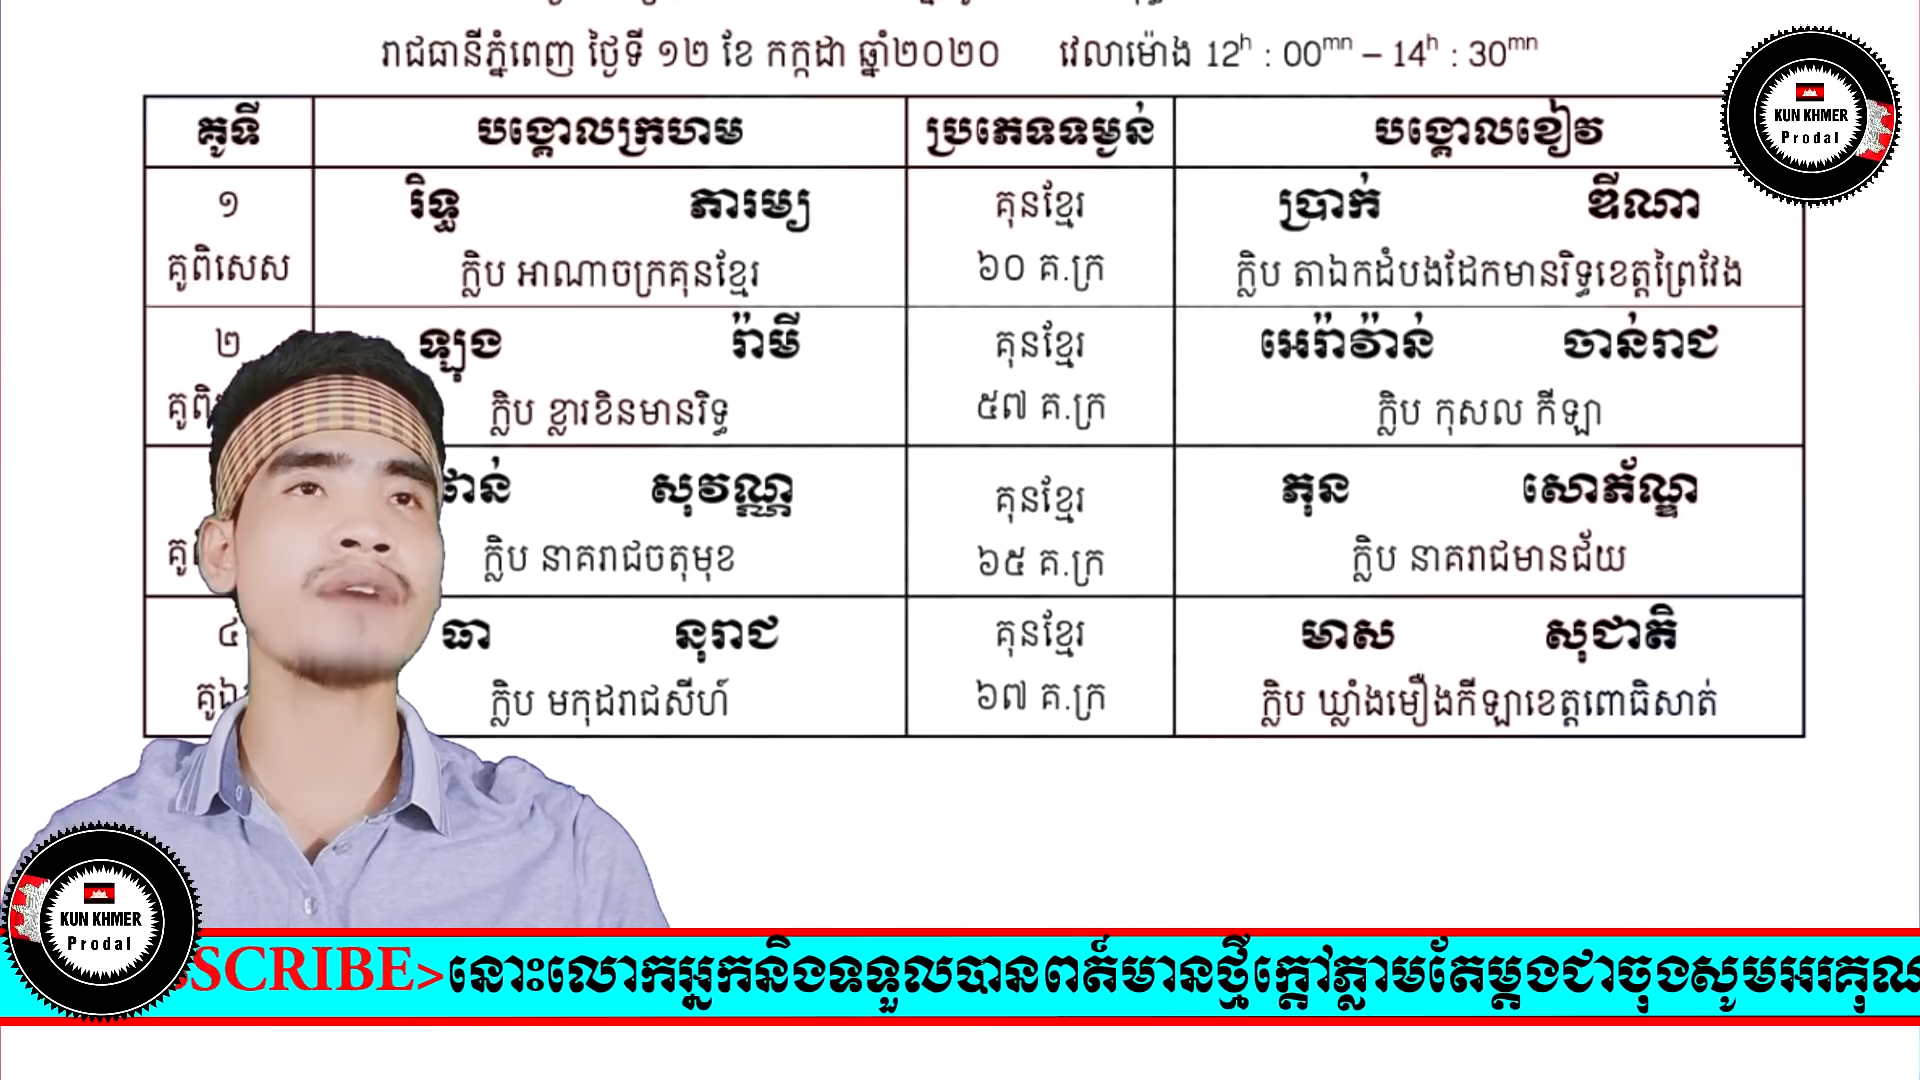 រាជធានីភ្នំពេញ ថ្ងៃទី ១២ ខែ កក្កដា ឆ្នាំ២០២០ វេលាម៉ោង 12h : 00mn – 14h : 30mn
គូទី បង្គោលក្រហម ប្រភេទទម្ងន់ បង្គោលខៀវ
១ រិទ្ធ ភារម្យ គុនខ្មែរ ប្រាក់ ឌីណា
គូពិសេស ក្លិប អាណាចក្រគុនខ្មែរ ៦០ គ.ក្រ ក្លិប តាឯកដំបងដែកមានរិទ្ធខេត្តព្រៃវែង
២ ឡុង រ៉ាមី គុនខ្មែរ អេរ៉ាវ៉ាន់ ចាន់រាជ
ក្លិប ខ្លារខិនមានរិទ្ធ ៥៧ គ.ក្រ ក្លិប កុសល កីឡា
សុវណ្ណ គុនខ្មែរ ភុន សោភ័ណ្ឌ
ក្លិប នាគរាជចតុមុខ ៦៥ គ.ក្រ ក្លិប នាគរាជមានជ័យ
៤ ធា នុរាជ គុនខ្មែរ មាស សុជាតិ
ក្លិប មកុដរាជសីហ៍ ៦៧ គ.ក្រ ក្លិប ឃ្លាំងមឿងកីឡាខេត្តពោធិសាត់
KUN KHMER
Prodal
KUN KHMER
Prodal
SCRIBE>នោះលោកអ្នកនិងទទួលបានពត៌មានថ្មីក្តៅភ្លាមតែម្តងជាចុងសូមអរគុណ